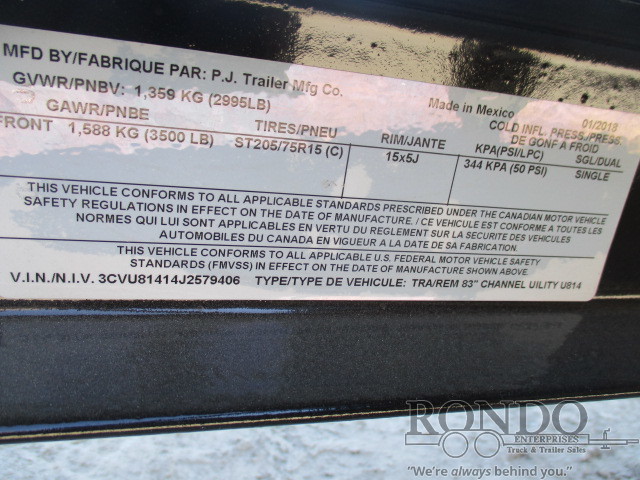 MFD BY/FABRIQUE PAR: P.J. Trailer Mfg Co.
GVWR/PNBV: 1,359 KG (2995LB) Made in Mexico 01/2018
GAWR/PNBE TIRES/PNEU RIM/JANTE COLD INFL. PRESS/PRESS DE GONF A FROID
KPA(PSI/LPC) SGL/DUAL
FRONT 1,588 KG (3500 LB) ST205/75R15 (C) 15x5J 344 KPA (50 PSI) SINGLE
THIS VEHICLE CONFORMS TO ALL APPLICABLE STANDARDS PRESCRIBED UNDER THE CANADIAN MOTOR VEHICLE
SAFETY REGULATIONS IN EFFECT ON THE DATE OF MANUFACTURE. / CE VEHICULE EST CONFORME A TOUTES LES
NORMES QUI LUI SONT APPLICABLES EN VERTU DU REGLEMENT SUR LA SECURITE DES VEHICULES
AUTOMOBILES DU CANADA EN VIGUEUR A LA DATE DE SA FABRICATION.
THIS VEHICLE CONFORMS TO ALL APPLICABLE U.S. FEDERAL MOTOR VEHICLE SAFETY
STANDARDS (FMVSS) IN EFFECT ON THE DATE OF MANUFACTURE SHOWN ABOVE.
V.I.N./N.I.V. 3CVU81414J2579406 TYPE/TYPE DE VEHICULE: TRA/REM 83" CHANNEL UILITY U814
RONDO
ENTERPRISES
Truck & Trailer Sales
"We're always behind you."